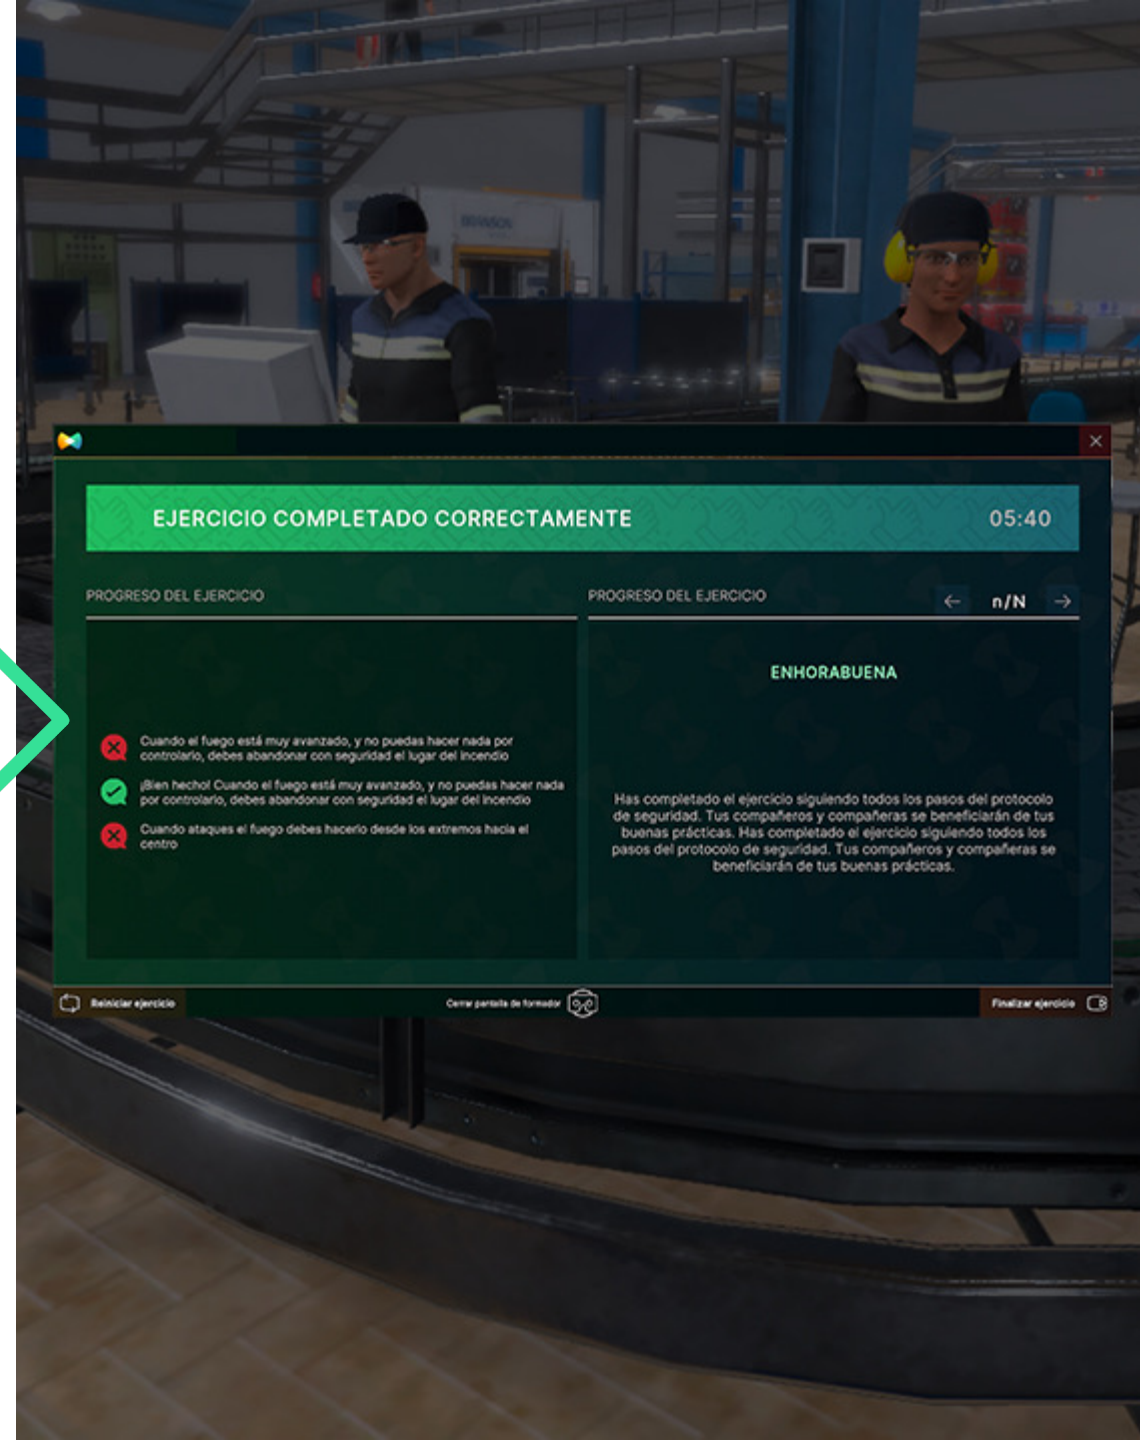 BRANSON
EJERCICIO COMPLETADO CORRECTAMENTE
05:40
PROGRESO DEL EJERCICIO
Cuando el fuego está muy avanzado, y no puedas hacer nada por
controlarlo, debes abandonar con seguridad el lugar del incendio
¡Bien hecho! Cuando el fuego está muy avanzado, y no puedas hacer nada
por controlarlo, debes abandonar con seguridad el lugar del incendio
Cuando ataques el fuego debes hacerlo desde los extremos hacia el
centro
PROGRESO DEL EJERCICIO
← n/N →
ENHORABUENA
Has completado el ejercicio siguiendo todos los pasos del protocolo
de seguridad. Tus compañeros y compañeras se beneficiarán de tus
buenas prácticas. Has completado el ejercicio siguiendo todos los
pasos del protocolo de seguridad. Tus compañeros y compañeras se
beneficiarán de tus buenas prácticas.
Reiniciar ejercicio
Cerrar pantalla de formador
Finalizar ejercicio